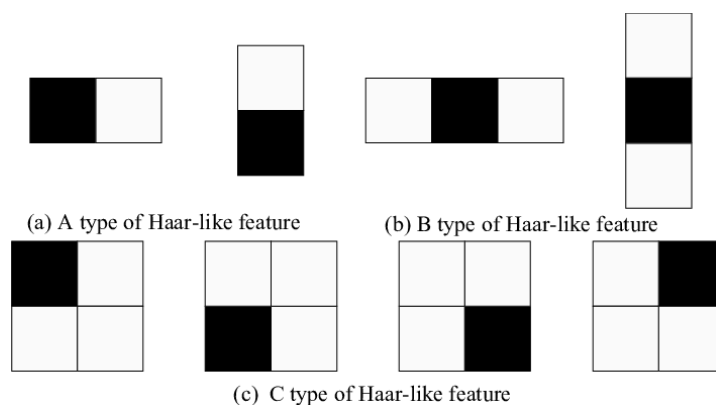 (a) A type of Haar-like feature
(b) B type of Haar-like feature
(c) C type of Haar-like feature